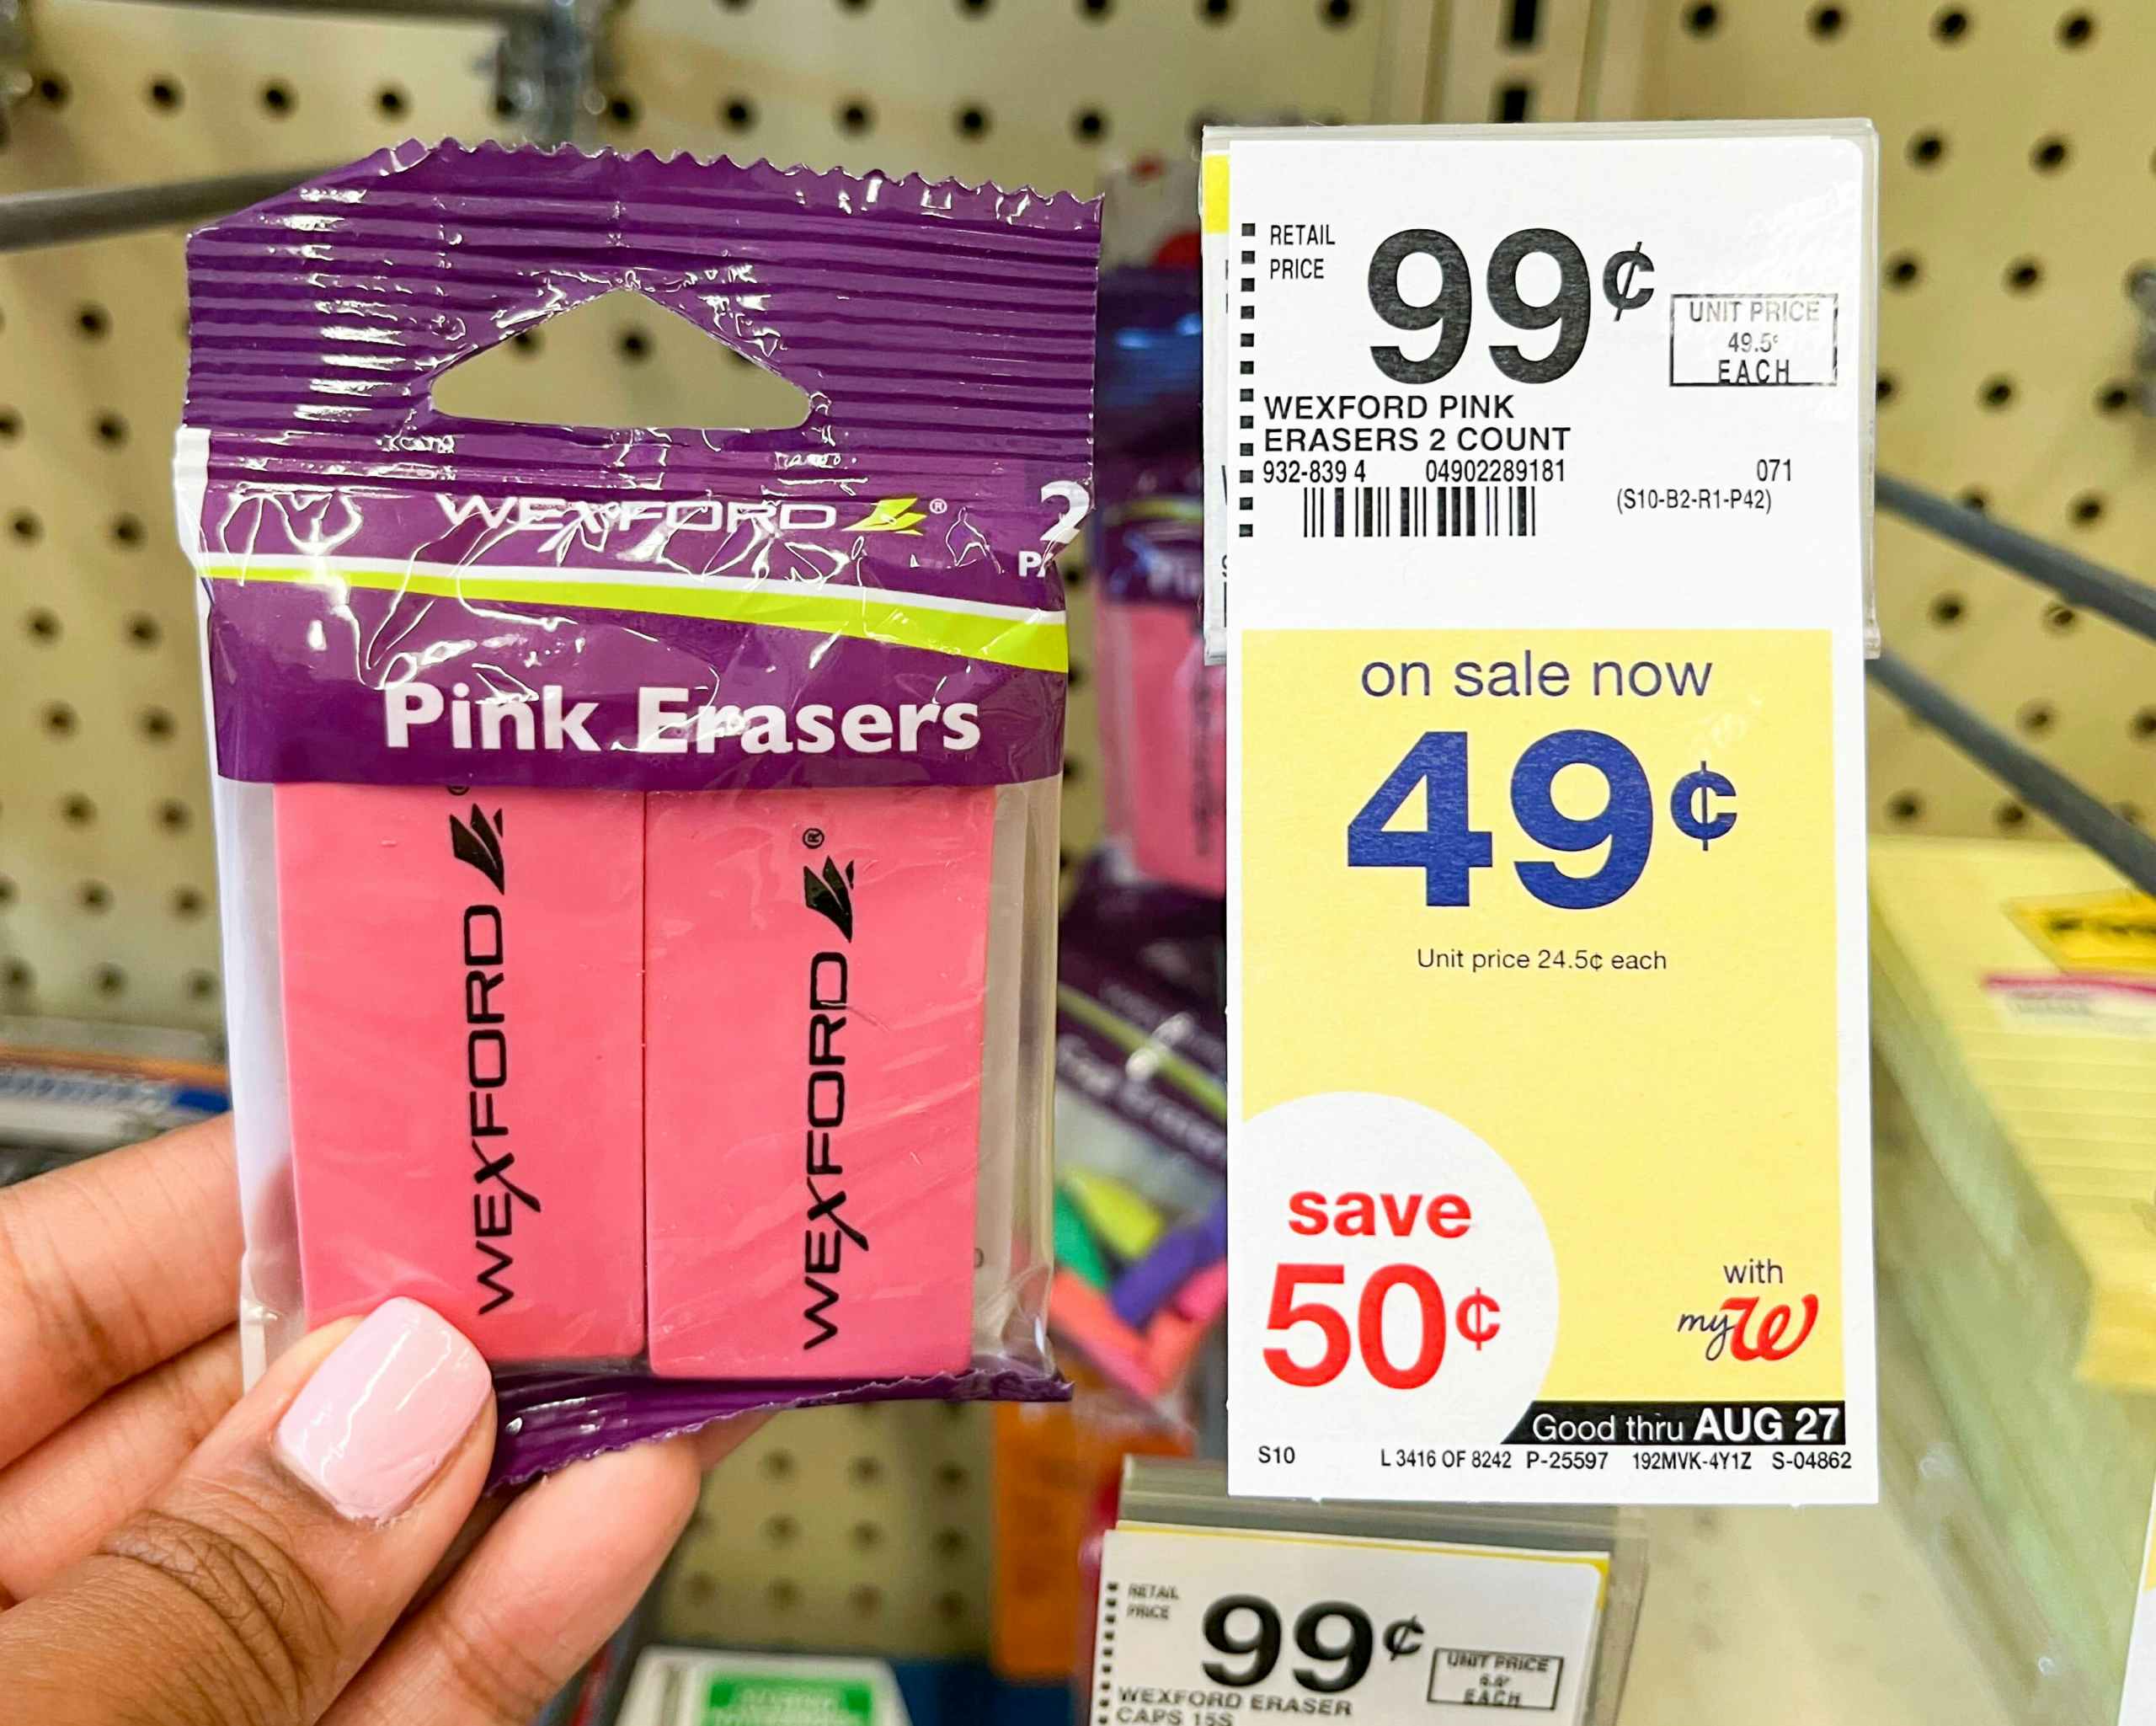 WEXFORD ®
2
Pink Erasers
WEXFORD ®
WEXFORD ®
RETAIL
PRICE
99¢
UNIT PRICE
49.5¢
EACH
WEXFORD PINK
ERASERS 2 COUNT
932-839 4 04902289181 071
(S10-B2-R1-P42)
on sale now
49¢
Unit price 24.5¢ each
save
50¢
with
myW
Good thru AUG 27
S10 L 3416 OF 8242 P-25597 192MVK-4Y1Z S-04862
RETAIL
PRICE
99¢
UNIT PRICE
EACH
WEXFORD ERASER
CAPS 15S